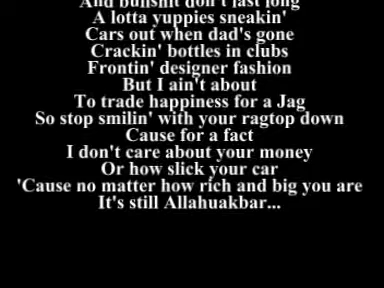 And bullshit don't last long
A lotta yuppies sneakin'
Cars out when dad's gone
Crackin' bottles in clubs
Frontin' designer fashion
But I ain't about
To trade happiness for a Jag
So stop smilin' with your ragtop down
Cause for a fact
I don't care about your money
Or how slick your car
'Cause no matter how rich and big you are
It's still Allahuakbar...